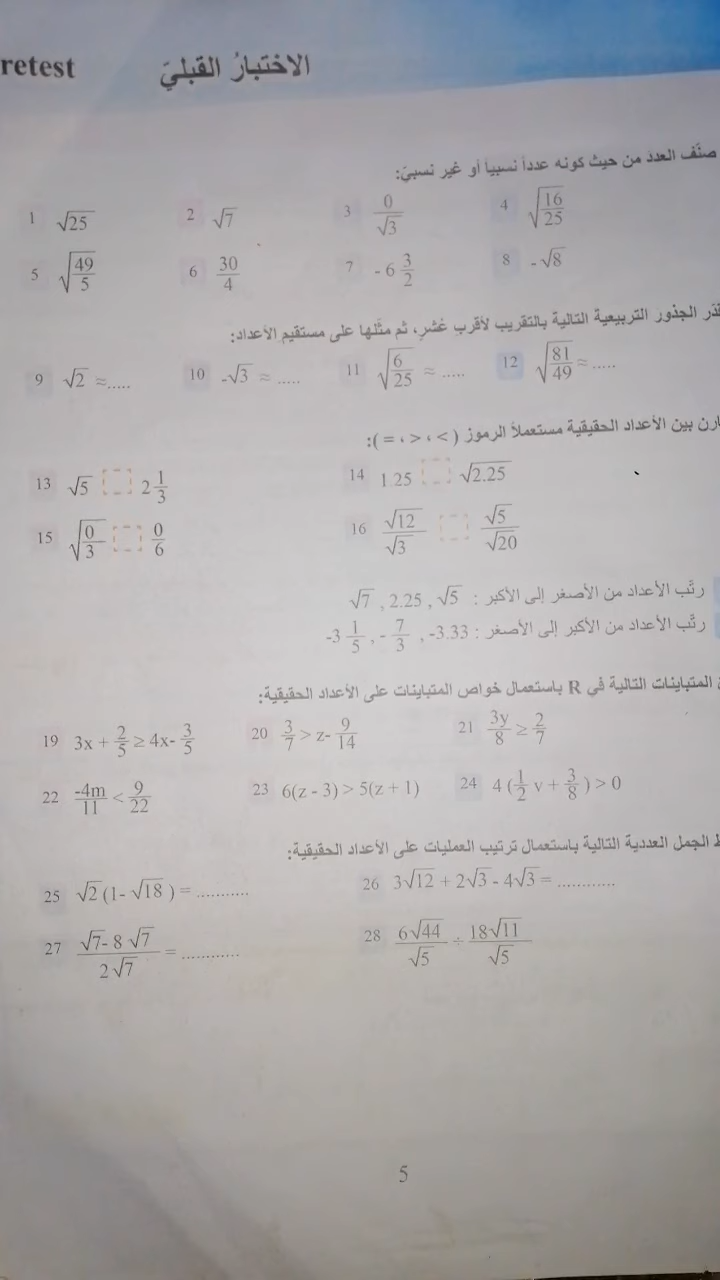 retest الاختبارُ القبليّ
صنّف العددَ من حيث كونه عدداً نسبياً أو غير نسبيّ:
1 √25 2 √7 3 0/√3 4 √(16/25)
5 √(49/5) 6 30/4 7 -6 3/2 8 -√8
الجذور التربيعية التالية بالتقريب لأقرب عُشرٍ، ثم مثّلها على مستقيم الأعداد:
9 √2 ≈..... 10 -√3 ≈ ..... 11 √(6/25) ≈ ..... 12 √(81/49) ≈ .....
بين الأعداد الحقيقية مستعملاً الرموز ( > ، < ، = ):
13 √5 2 1/3 14 1.25 √2.25
15 √(0/3) 0/6 16 √12/√3 √5/√20
رتّب الأعداد من الأصغر إلى الأكبر : √7 , 2.25 , √5
رتّب الأعداد من الأكبر إلى الأصغر : -3 1/5 , - 7/3 , -3.33
المتباينات التالية في R باستعمال خواص المتباينات على الأعداد الحقيقية:
19 3x + 2/5 ≥ 4x- 3/5 20 3/7 > z- 9/14 21 3y/8 ≥ 2/7
22 -4m/11 < 9/22 23 6(z - 3) > 5(z + 1) 24 4 (1/2 v + 3/8) > 0
الجمل العددية التالية باستعمال ترتيب العمليات على الأعداد الحقيقية:
25 √2 (1- √18 ) = ........... 26 3√12 + 2√3 - 4√3 = ............
27 (√7- 8 √7)/(2 √7) = ............ 28 6√44/√5 ÷ 18√11/√5
5